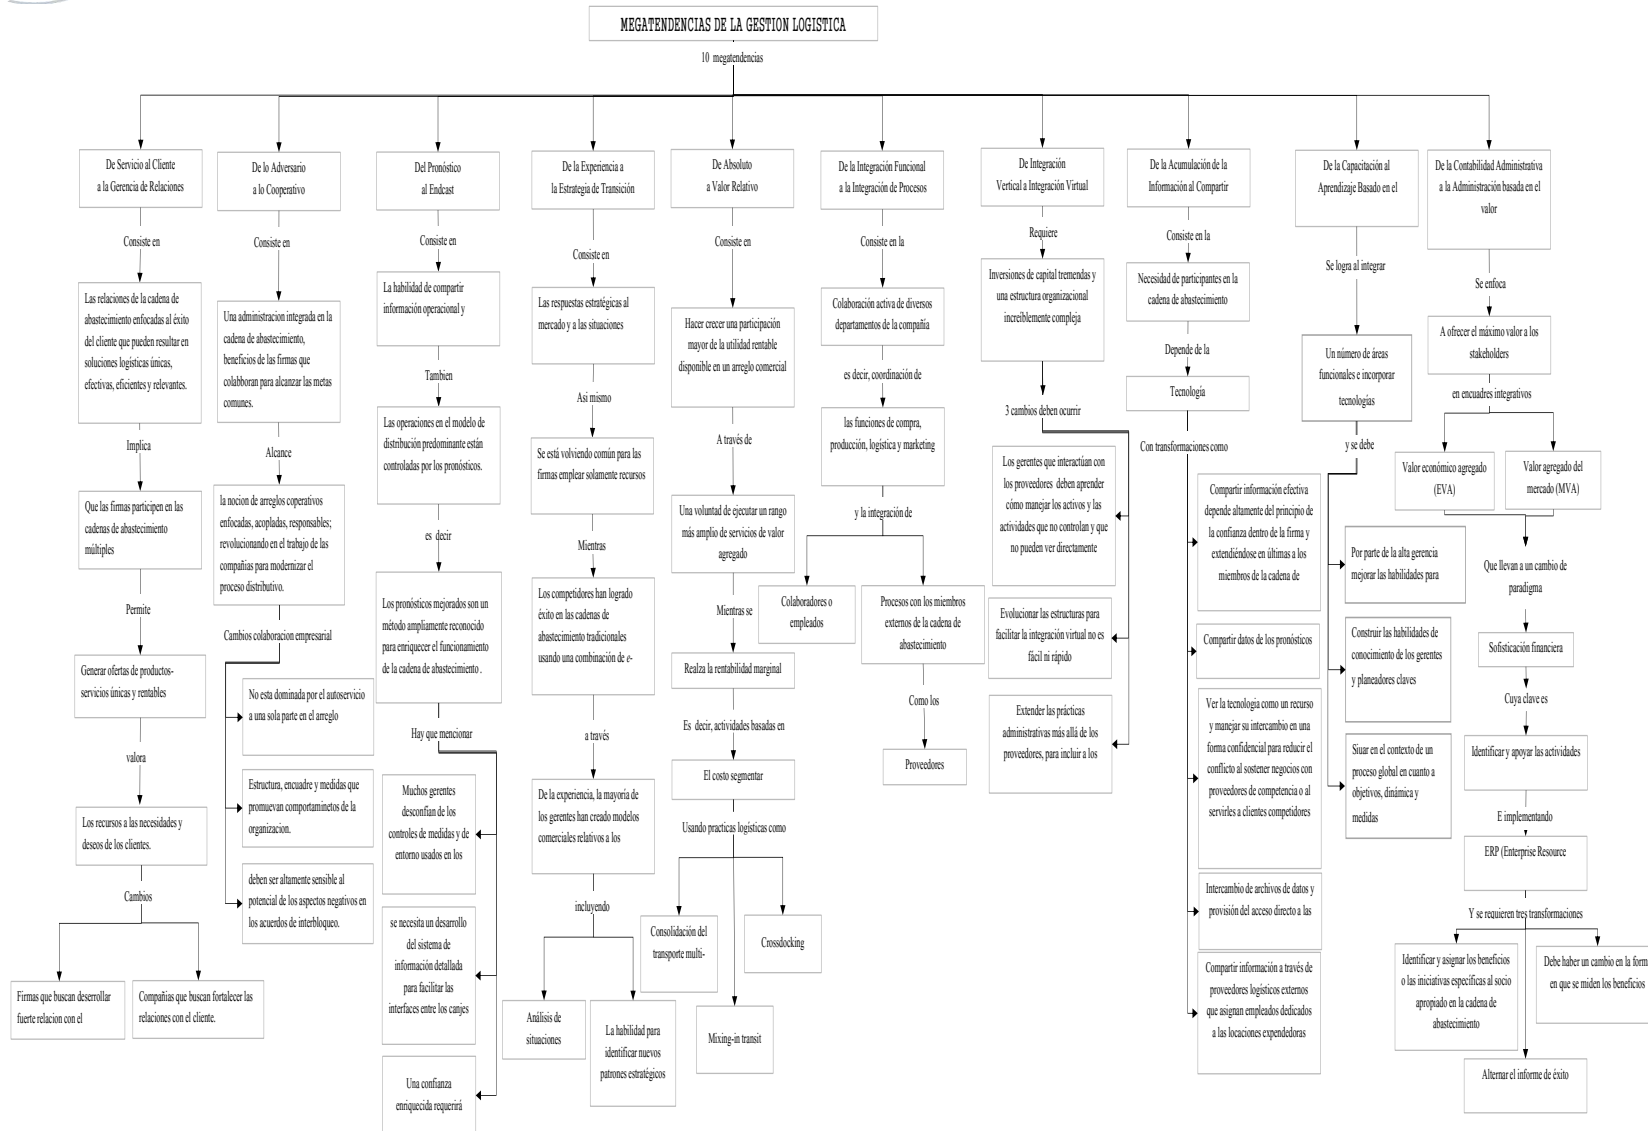 MEGATENDENCIAS DE LA GESTION LOGISTICA
10 megatendencias
De Servicio al Cliente
a la Gerencia de Relaciones
Consiste en
Las relaciones de la cadena de
abastecimiento enfocadas al éxito
del cliente que pueden resultar en
soluciones logísticas únicas,
efectivas, eficientes y relevantes.
Implica
Que las firmas participen en las
cadenas de abastecimiento
múltiples
Permite
Generar ofertas de productos-
servicios únicas y rentables
valora
Los recursos a las necesidades y
deseos de los clientes.
Cambios
Firmas que buscan desarrollar
fuerte relacion con el
Compañias que buscan fortalecer las
relaciones con el cliente.
De lo Adversario
a lo Cooperativo
Consiste en
Una administracion integrada en la
cadena de abastecimiento,
beneficios de las firmas que
colabboran para alcanzar las metas
comunes.
Alcance
la nocion de arreglos coperativos
enfocadas, acopladas, responsables;
revolucionando en el trabajo de las
compañias para modernizar el
proceso distributivo.
Cambios colaboracion empresarial
No esta dominada por el autoservicio
a una sola parte en el arreglo
Estructura, encuadre y medidas que
promuevan comportaminetos de la
organizacion.
deben ser altamente sensible al
potencial de los aspectos negativos en
los acuerdos de interbloqueo.
Del Pronóstico
al Endcast
Consiste en
La habilidad de compartir
información operacional y
Tambien
Las operaciones en el modelo de
distribución predominante están
controladas por los pronósticos.
es decir
Los pronósticos mejorados son un
método ampliamente reconocido
para enriquecer el funcionamiento
de la cadena de abastecimiento .
Hay que mencionar
Muchos gerentes
desconfían de los
controles de medidas y de
entorno usados en los
se necesita un desarrollo
del sistema de
información detallada
para facilitar las
interfaces entre los canjes
Una confianza
enriquecida requerirá
De la Experiencia a
la Estrategia de Transición
Consiste en
Las respuestas estratégicas al
mercado y a las situaciones
Asi mismo
Se está volviendo común para las
firmas emplear solamente recursos
Mientras
Los competidores han logrado
éxito en las cadenas de
abastecimiento tradicionales
usando una combinación de e-
a través
De la experiencia, la mayoría de
los gerentes han creado modelos
comerciales relativos a los
incluyendo
Análisis de
situaciones
La habilidad para
identificar nuevos
patrones estratégicos
De Absoluto
a Valor Relativo
Consiste en
Hacer crecer una participación
mayor de la utilidad rentable
disponible en un arreglo comercial
A través de
Una voluntad de ejecutar un rango
más amplio de servicios de valor
agregado
Mientras se
Realza la rentabilidad marginal
Es decir, actividades basadas en
El costo segmentar
Usando practicas logísticas como
Consolidación del
transporte multi-
Crossdocking
Mixing-in transit
De la Integración Funcional
a la Integración de Procesos
Consiste en la
Colaboración activa de diversos
departamentos de la compañía
es decir, coordinación de
las funciones de compra,
producción, logística y marketing
y la integración de
Colaboradores o
empleados
Procesos con los miembros
externos de la cadena de
abastecimiento
Como los
Proveedores
De Integración
Vertical a Integración Virtual
Requiere
Inversiones de capital tremendas y
una estructura organizacional
increíblemente compleja
3 cambios deben ocurrir
Los gerentes que interactúan con
los proveedores deben aprender
cómo manejar los activos y las
actividades que no controlan y que
no pueden ver directamente
Evolucionar las estructuras para
facilitar la integración virtual no es
fácil ni rápido
Extender las prácticas
administrativas más allá de los
proveedores, para incluir a los
De la Acumulación de la
Información al Compartir
Consiste en la
Necesidad de participantes en la
cadena de abastecimiento
Depende de la
Tecnología
Con transformaciones como
Compartir información efectiva
depende altamente del principio de
la confianza dentro de la firma y
extendiéndose en últimas a los
miembros de la cadena de
Compartir datos de los pronósticos
Ver la tecnología como un recurso
y manejar su intercambio en una
forma confidencial para reducir el
conflicto al sostener negocios con
proveedores de competencia o al
servirles a clientes competidores
Intercambio de archivos de datos y
provisión del acceso directo a las
Compartir información a través de
proveedores logísticos externos
que asignan empleados dedicados
a las locaciones expendedoras
De la Capacitación al
Aprendizaje Basado en el
Se logra al integrar
Un número de áreas
funcionales e incorporar
tecnologías
y se debe
Por parte de la alta gerencia
mejorar las habilidades para
Construir las habilidades de
conocimiento de los gerentes
y planeadores claves
Siuar en el contexto de un
proceso global en cuanto a
objetivos, dinámica y
medidas
De la Contabilidad Administrativa
a la Administración basada en el
valor
Se enfoca
A ofrecer el máximo valor a los
stakeholders
en encuadres integrativos
Valor económico agregado
(EVA)
Valor agregado del
mercado (MVA)
Que llevan a un cambio de
paradigma
Sofisticación financiera
Cuya clave es
Identificar y apoyar las actividades
E implementando
ERP (Enterprise Resource
Y se requieren tres transformaciones
Identificar y asignar los beneficios
o las iniciativas específicas al socio
apropiado en la cadena de
abastecimiento
Debe haber un cambio en la form
en que se miden los beneficios
Alternar el informe de éxito